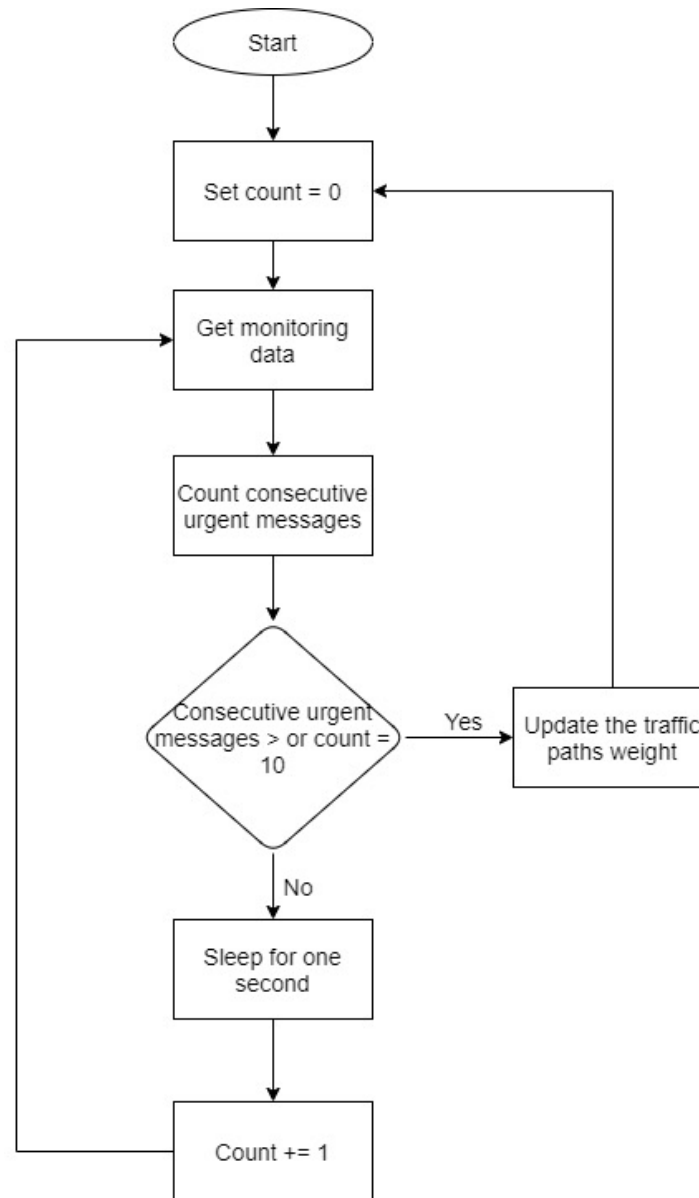 Start
Set count = 0
Get monitoring
data
Count consecutive
urgent messages
Consecutive urgent
messages > or count =
10
Yes
Update the traffic
paths weight
No
Sleep for one
second
Count += 1